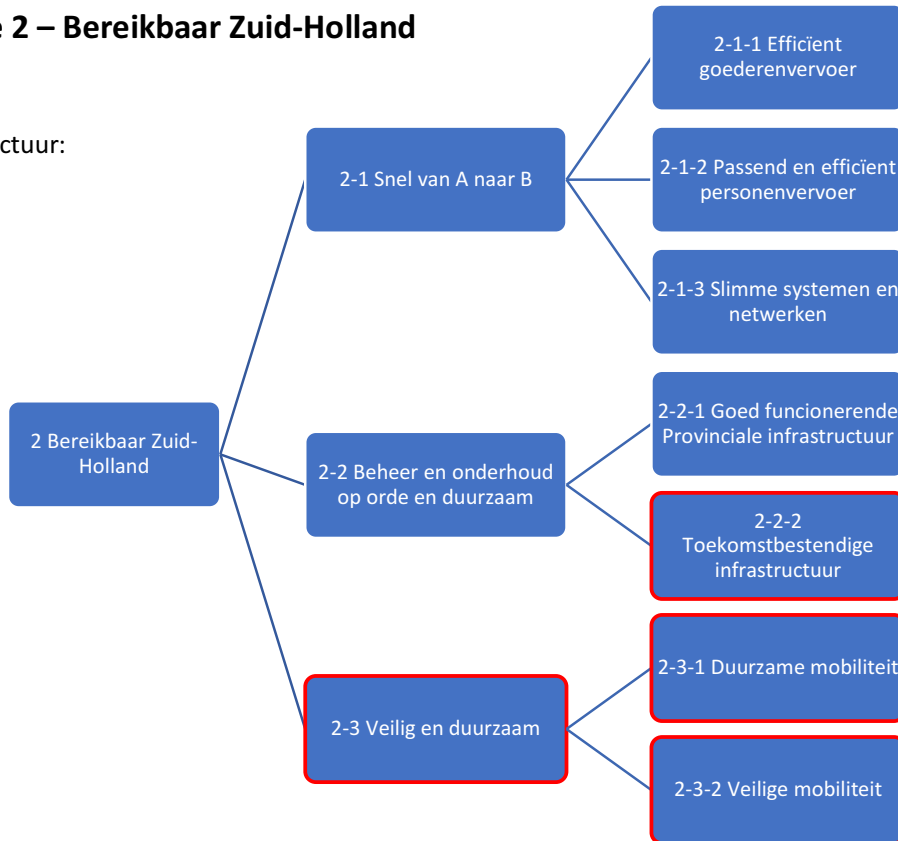 e 2 – Bereikbaar Zuid-Holland
ctuur:
2 Bereikbaar Zuid-
Holland
2-1 Snel van A naar B
2-1-1 Efficïent
goederenvervoer
2-1-2 Passend en efficïent
personenvervoer
2-1-3 Slimme systemen en
netwerken
2-2 Beheer en onderhoud
op orde en duurzaam
2-2-1 Goed funcionerende
Provinciale infrastructuur
2-2-2
Toekomstbestendige
infrastructuur
2-3 Veilig en duurzaam
2-3-1 Duurzame mobiliteit
2-3-2 Veilige mobiliteit